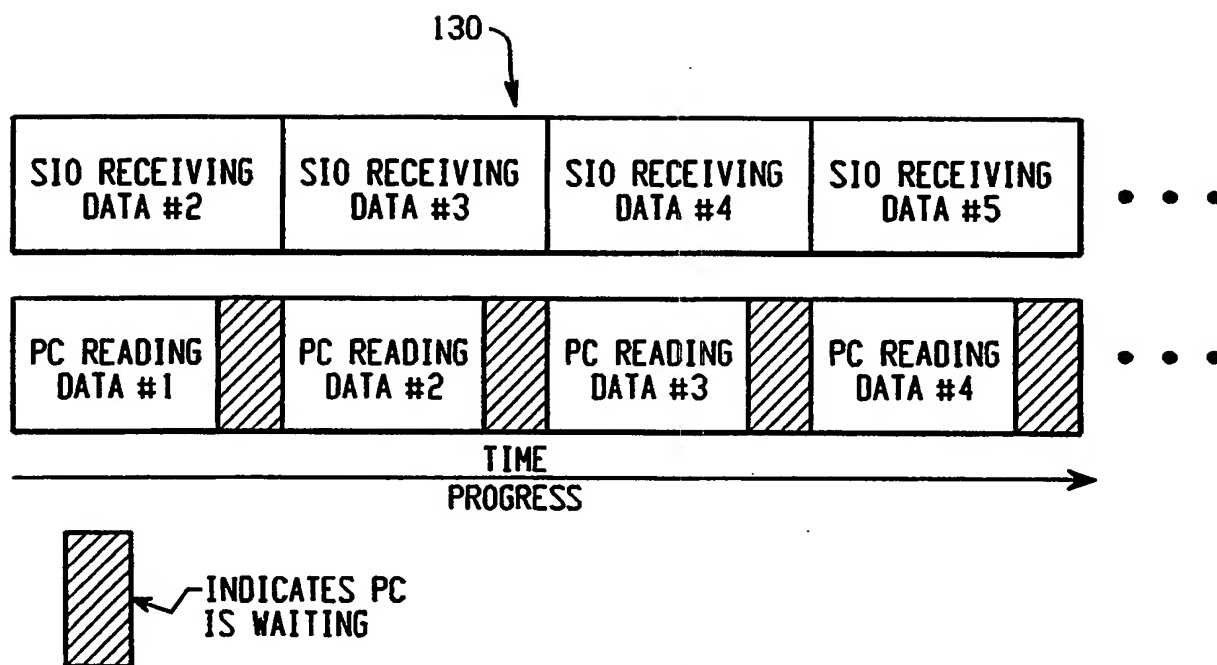 130
SIO RECEIVING
DATA #2
SIO RECEIVING
DATA #3
SIO RECEIVING
DATA #4
SIO RECEIVING
DATA #5
PC READING
DATA #1
PC READING
DATA #2
PC READING
DATA #3
PC READING
DATA #4
TIME
PROGRESS
INDICATES PC
IS WAITING